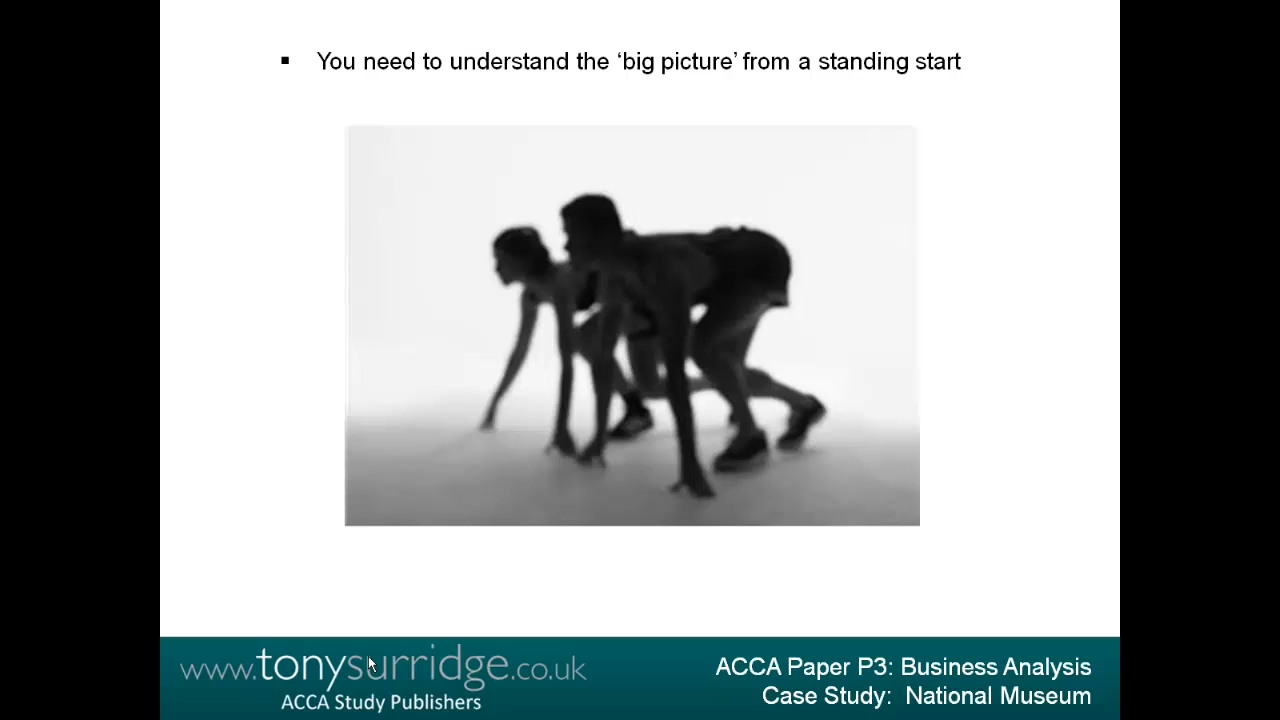 ▪ You need to understand the ‘big picture’ from a standing start
www.tonysurridge.co.uk
ACCA Study Publishers
ACCA Paper P3: Business Analysis
Case Study: National Museum